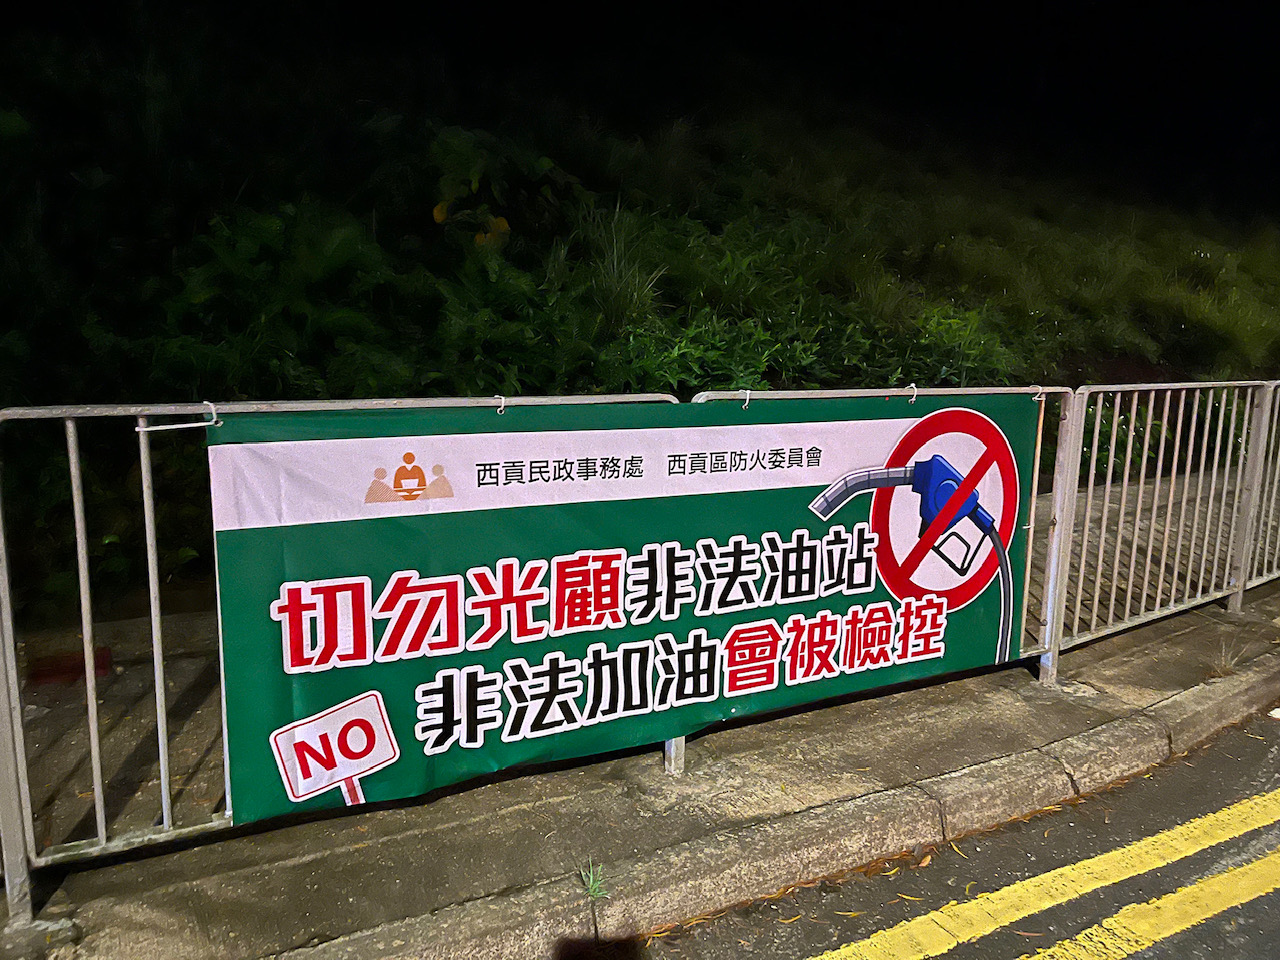 西貢民政事務處 西貢區防火委員會
切勿光顧非法油站
非法加油會被檢控
NO